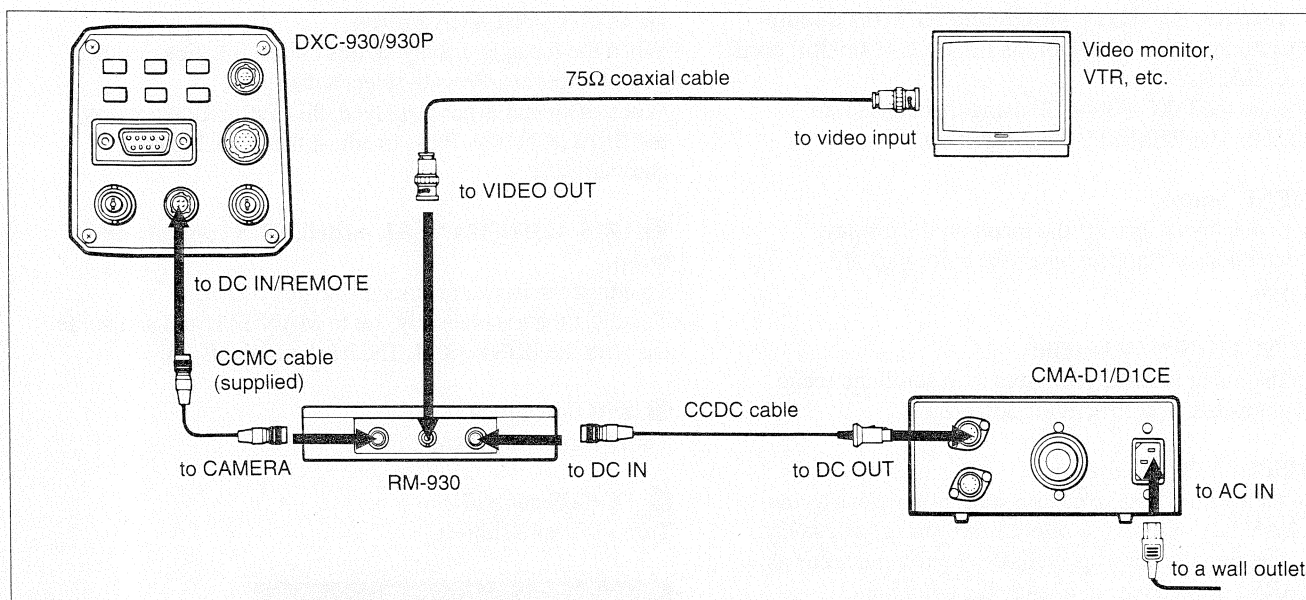 DXC-930/930P
75Ω coaxial cable
Video monitor,
VTR, etc.
to video input
to VIDEO OUT
to DC IN/REMOTE
CCMC cable
(supplied)
to CAMERA
RM-930
CCDC cable
to DC IN
CMA-D1/D1CE
to DC OUT
to AC IN
to a wall outlet